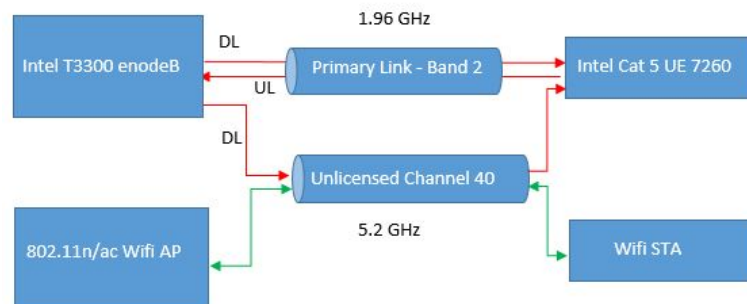 1.96 GHz
DL
Intel T3300 enodeB
Primary Link - Band 2
Intel Cat 5 UE 7260
UL
DL
Unlicensed Channel 40
5.2 GHz
802.11n/ac Wifi AP
Wifi STA